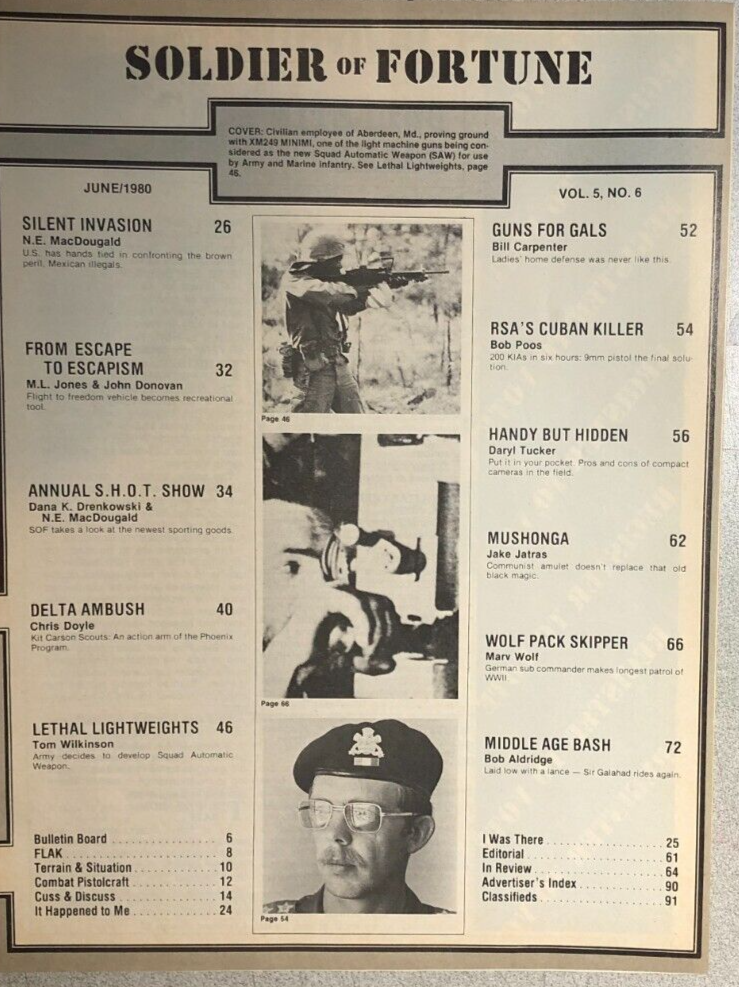 SOLDIER OF FORTUNE
COVER: Civilian employee of Aberdeen, Md., proving ground
with XM249 MINIMI, one of the light machine guns being con-
sidered as the new Squad Automatic Weapon (SAW) for use
by Army and Marine infantry. See Lethal Lightweights, page
46.
JUNE/1980
VOL. 5, NO. 6
SILENT INVASION 26
N.E. MacDougald
U.S. has hands tied in confronting the brown
peril, Mexican illegals.
FROM ESCAPE
TO ESCAPISM 32
M.L. Jones & John Donovan
Flight to freedom vehicle becomes recreational
tool.
ANNUAL S.H.O.T. SHOW 34
Dana K. Drenkowski &
N.E. MacDougald
SOF takes a look at the newest sporting goods.
DELTA AMBUSH 40
Chris Doyle
Kit Carson Scouts: An action arm of the Phoenix
Program.
LETHAL LIGHTWEIGHTS 46
Tom Wilkinson
Army decides to develop Squad Automatic
Weapon.
Bulletin Board 6
FLAK 8
Terrain & Situation 10
Combat Pistolcraft 12
Cuss & Discuss 14
It Happened to Me 24
Page 46
Page 66
Page 54
GUNS FOR GALS 52
Bill Carpenter
Ladies' home defense was never like this.
RSA'S CUBAN KILLER 54
Bob Poos
200 KIAs in six hours: 9mm pistol the final solu-
tion.
HANDY BUT HIDDEN 56
Daryl Tucker
Put it in your pocket. Pros and cons of compact
cameras in the field.
MUSHONGA 62
Jake Jatras
Communist amulet doesn't replace that old
black magic.
WOLF PACK SKIPPER 66
Marv Wolf
German sub commander makes longest patrol of
WWII.
MIDDLE AGE BASH 72
Bob Aldridge
Laid low with a lance — Sir Galahad rides again.
I Was There 25
Editorial 61
In Review 64
Advertiser's Index 90
Classifieds 91